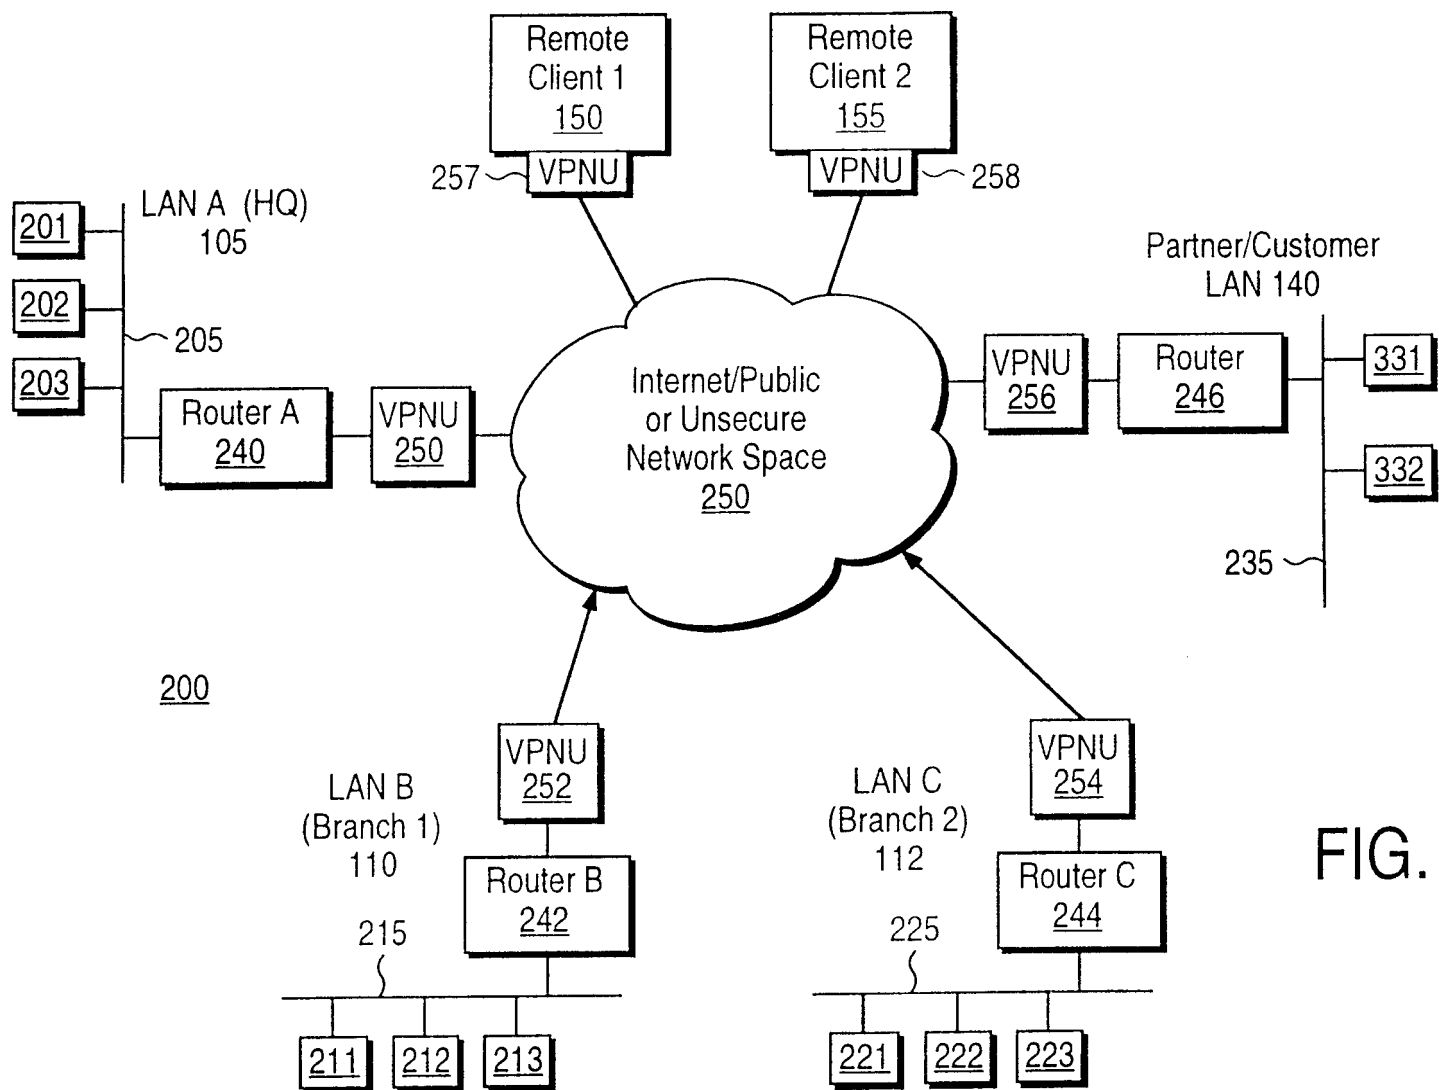 Remote
Client 1
150
VPNU
257
Remote
Client 2
155
VPNU
258
LAN A (HQ)
105
201
202
203
205
Router A
240
VPNU
250
Internet/Public
or Unsecure
Network Space
250
Partner/Customer
LAN 140
VPNU
256
Router
246
331
332
235
200
VPNU
252
LAN B
(Branch 1)
110
Router B
242
215
211
212
213
VPNU
254
LAN C
(Branch 2)
112
Router C
244
225
221
222
223
FIG.